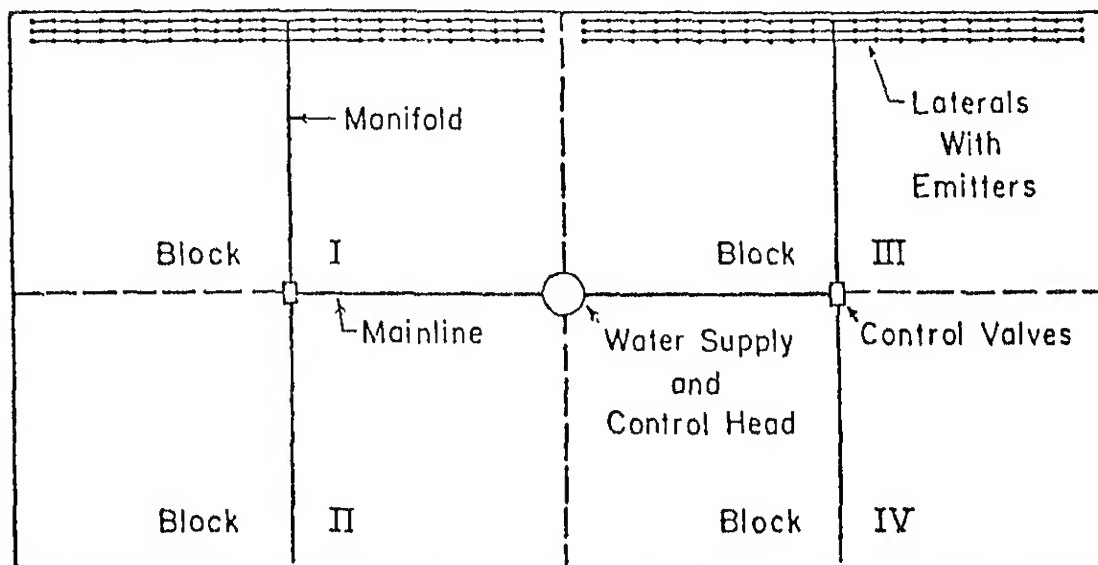 Laterals
With
Emitters
Manifold
Block I
Block III
Mainline
Water Supply
and
Control Head
Control Valves
Block II
Block IV